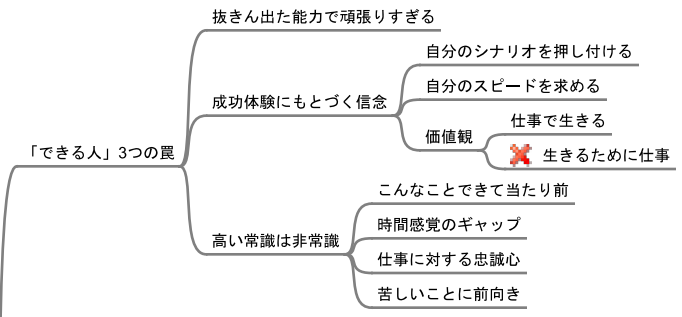 抜きん出た能力で頑張りすぎる
自分のシナリオを押し付ける
自分のスピードを求める
成功体験にもとづく信念
仕事で生きる
価値観
「できる人」3つの罠
生きるために仕事
こんなことできて当たり前
時間感覚のギャップ
高い常識は非常識
仕事に対する忠誠心
苦しいことに前向き